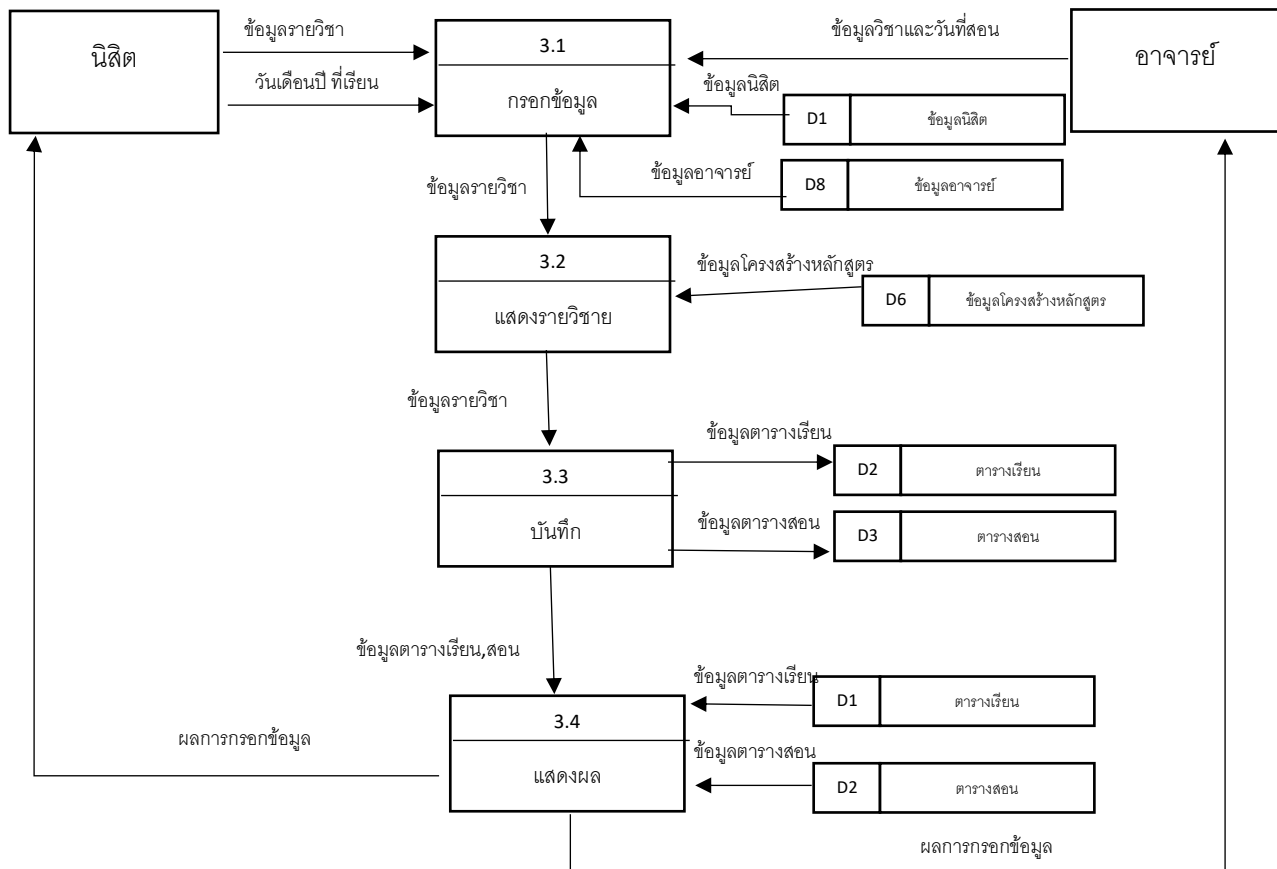 นิสิต
ข้อมูลรายวิชา
วันเดือนปี ที่เรียน
3.1
กรอกข้อมูล
ข้อมูลวิชาและวันที่สอน
อาจารย์
ข้อมูลนิสิต
D1
ข้อมูลนิสิต
ข้อมูลอาจารย์
D8
ข้อมูลอาจารย์
ข้อมูลรายวิชา
3.2
แสดงรายวิชาย
ข้อมูลโครงสร้างหลักสูตร
D6
ข้อมูลโครงสร้างหลักสูตร
ข้อมูลรายวิชา
3.3
บันทึก
ข้อมูลตารางเรียน
D2
ตารางเรียน
ข้อมูลตารางสอน
D3
ตารางสอน
ข้อมูลตารางเรียน,สอน
3.4
แสดงผล
ข้อมูลตารางเรียน
D1
ตารางเรียน
ข้อมูลตารางสอน
D2
ตารางสอน
ผลการกรอกข้อมูล
ผลการกรอกข้อมูล